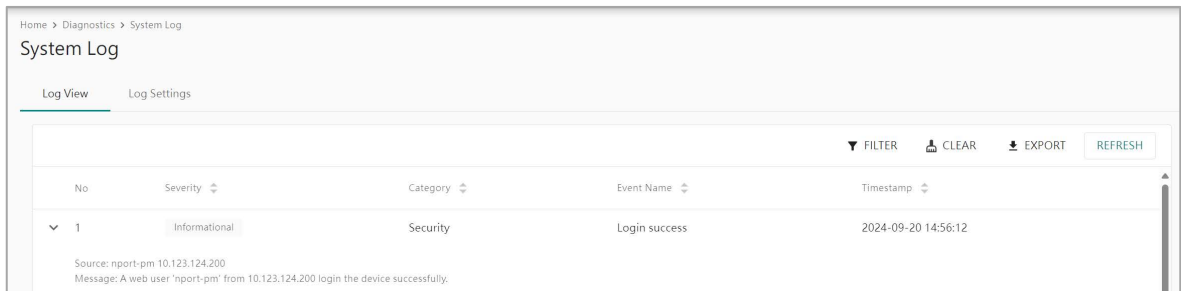 Home > Diagnostics > System Log
System Log
Log View Log Settings
FILTER CLEAR EXPORT REFRESH
No Severity Category Event Name Timestamp
1 Informational Security Login success 2024-09-20 14:56:12
Source: nport-pm 10.123.124.200
Message: A web user 'nport-pm' from 10.123.124.200 login the device successfully.